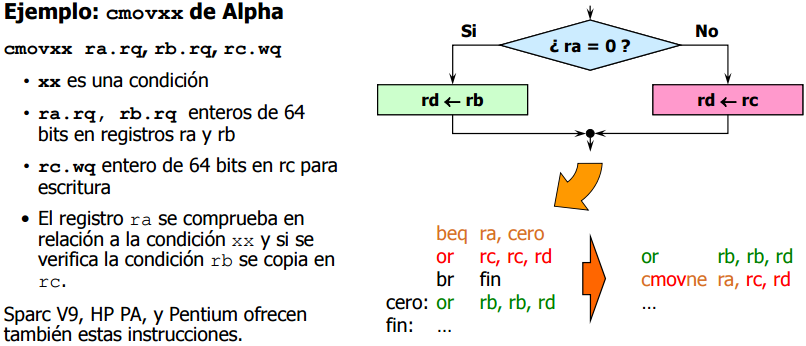 Ejemplo: cmovxx de Alpha
cmovxx ra.rq, rb.rq, rc.wq
• xx es una condición
• ra.rq, rb.rq enteros de 64
bits en registros ra y rb
• rc.wq entero de 64 bits en rc para
escritura
• El registro ra se comprueba en
relación a la condición xx y si se
verifica la condición rb se copia en
rc.
Sparc V9, HP PA, y Pentium ofrecen
también estas instrucciones.
Si
¿ ra = 0 ?
No
rd ← rb
rd ← rc
beq ra, cero
or rc, rc, rd
br fin
cero: or rb, rb, rd
fin: ...
or rb, rb, rd
cmovne ra, rc, rd
...